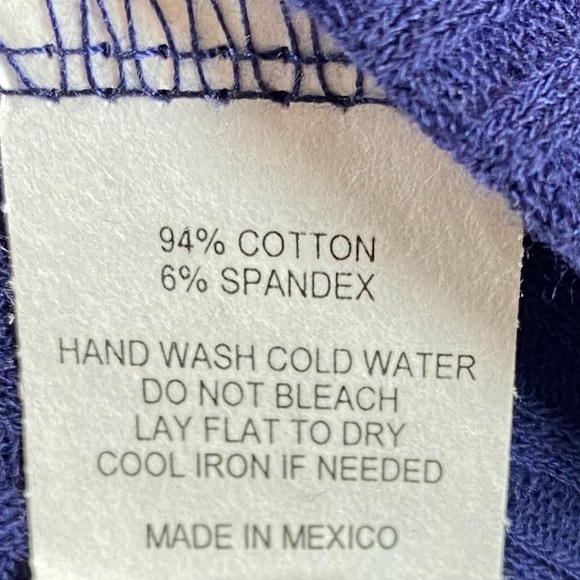 94% COTTON
6% SPANDEX
HAND WASH COLD WATER
DO NOT BLEACH
LAY FLAT TO DRY
COOL IRON IF NEEDED
MADE IN MEXICO